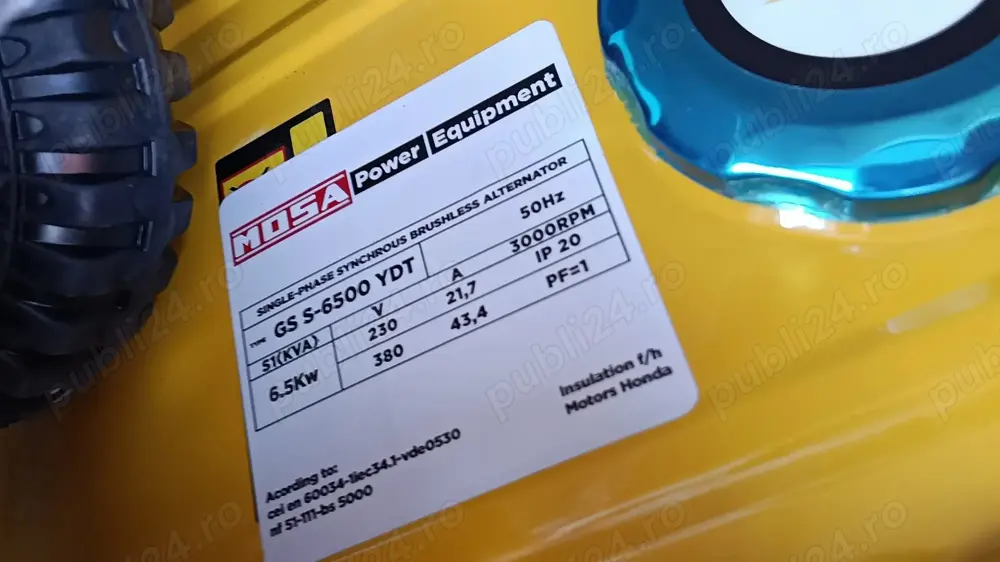 MOSA Power Equipment
SINGLE-PHASE SYNCHROUS BRUSHLESS ALTERNATOR
TYPE GS S-6500 YDT 50Hz
S1(KVA) V A 3000RPM
6.5Kw 230 21,7 IP 20
380 43,4 PF=1
Insulation f/h
Motors Honda
Acording to:
cei en 60034-1iec34.1-vde0530
nf 51-111-bs 5000
publi24.ro